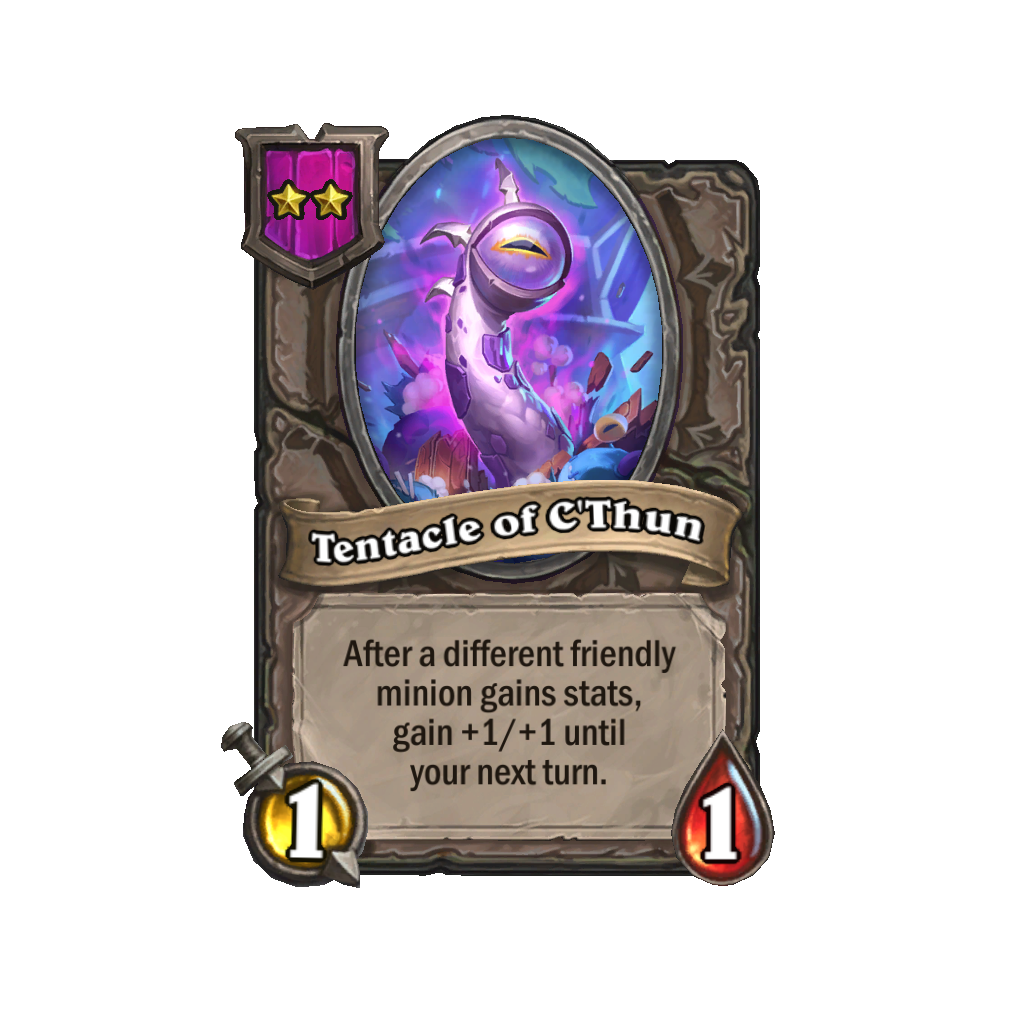 Tentacle of C'Thun
After a different friendly
minion gains stats,
gain +1/+1 until
your next turn.
1
1